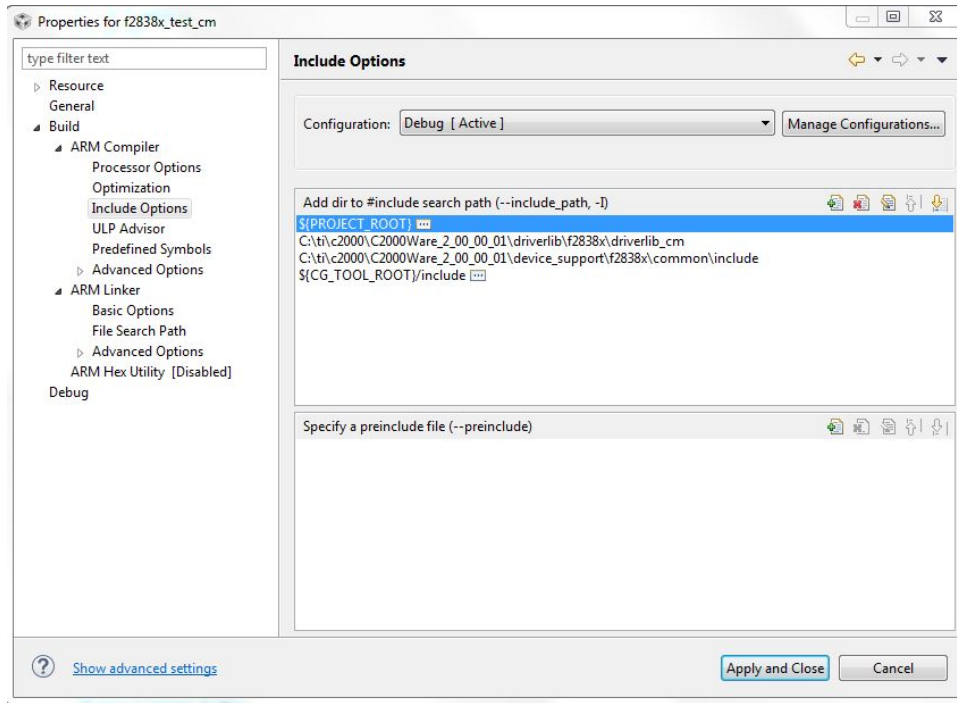 Properties for f2838x_test_cm
type filter text
Resource
General
Build
ARM Compiler
Processor Options
Optimization
Include Options
ULP Advisor
Predefined Symbols
Advanced Options
ARM Linker
Basic Options
File Search Path
Advanced Options
ARM Hex Utility [Disabled]
Debug
Include Options
Configuration: Debug [ Active ] Manage Configurations...
Add dir to #include search path (--include_path, -I)
${PROJECT_ROOT}
C:\ti\c2000\C2000Ware_2_00_00_01\driverlib\f2838x\driverlib_cm
C:\ti\c2000\C2000Ware_2_00_00_01\device_support\f2838x\common\include
${CG_TOOL_ROOT}/include
Specify a preinclude file (--preinclude)
Show advanced settings
Apply and Close Cancel